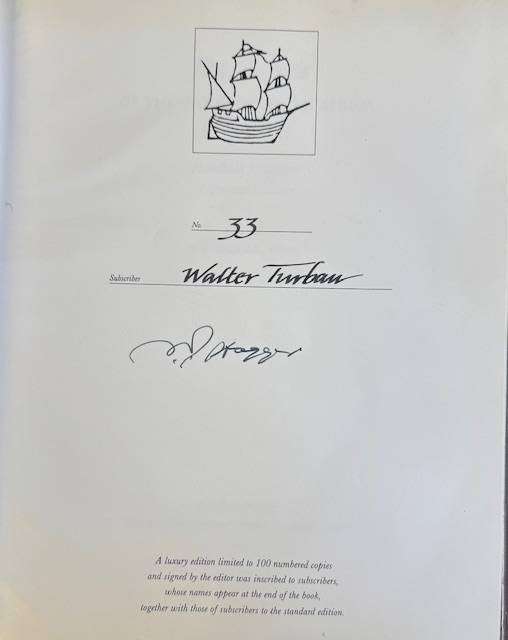 No. 33
Subscriber Walter Turbau
Hagger
A luxury edition limited to 100 numbered copies
and signed by the editor was inscribed to subscribers,
whose names appear at the end of the book,
together with those of subscribers to the standard edition.